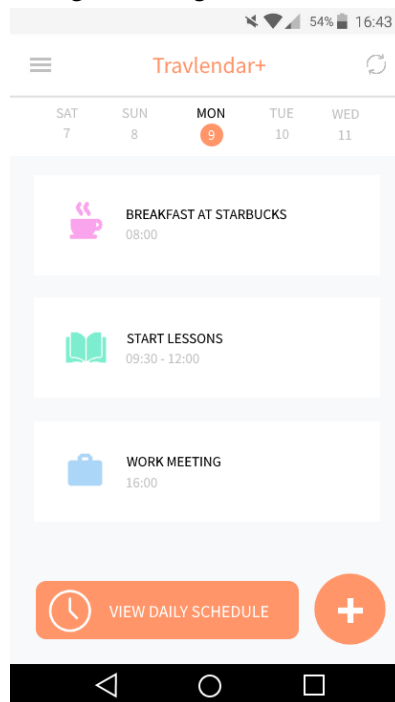 54% 16:43
Travlendar+
SAT SUN MON TUE WED
7 8 9 10 11
BREAKFAST AT STARBUCKS
08:00
START LESSONS
09:30 - 12:00
WORK MEETING
16:00
VIEW DAILY SCHEDULE